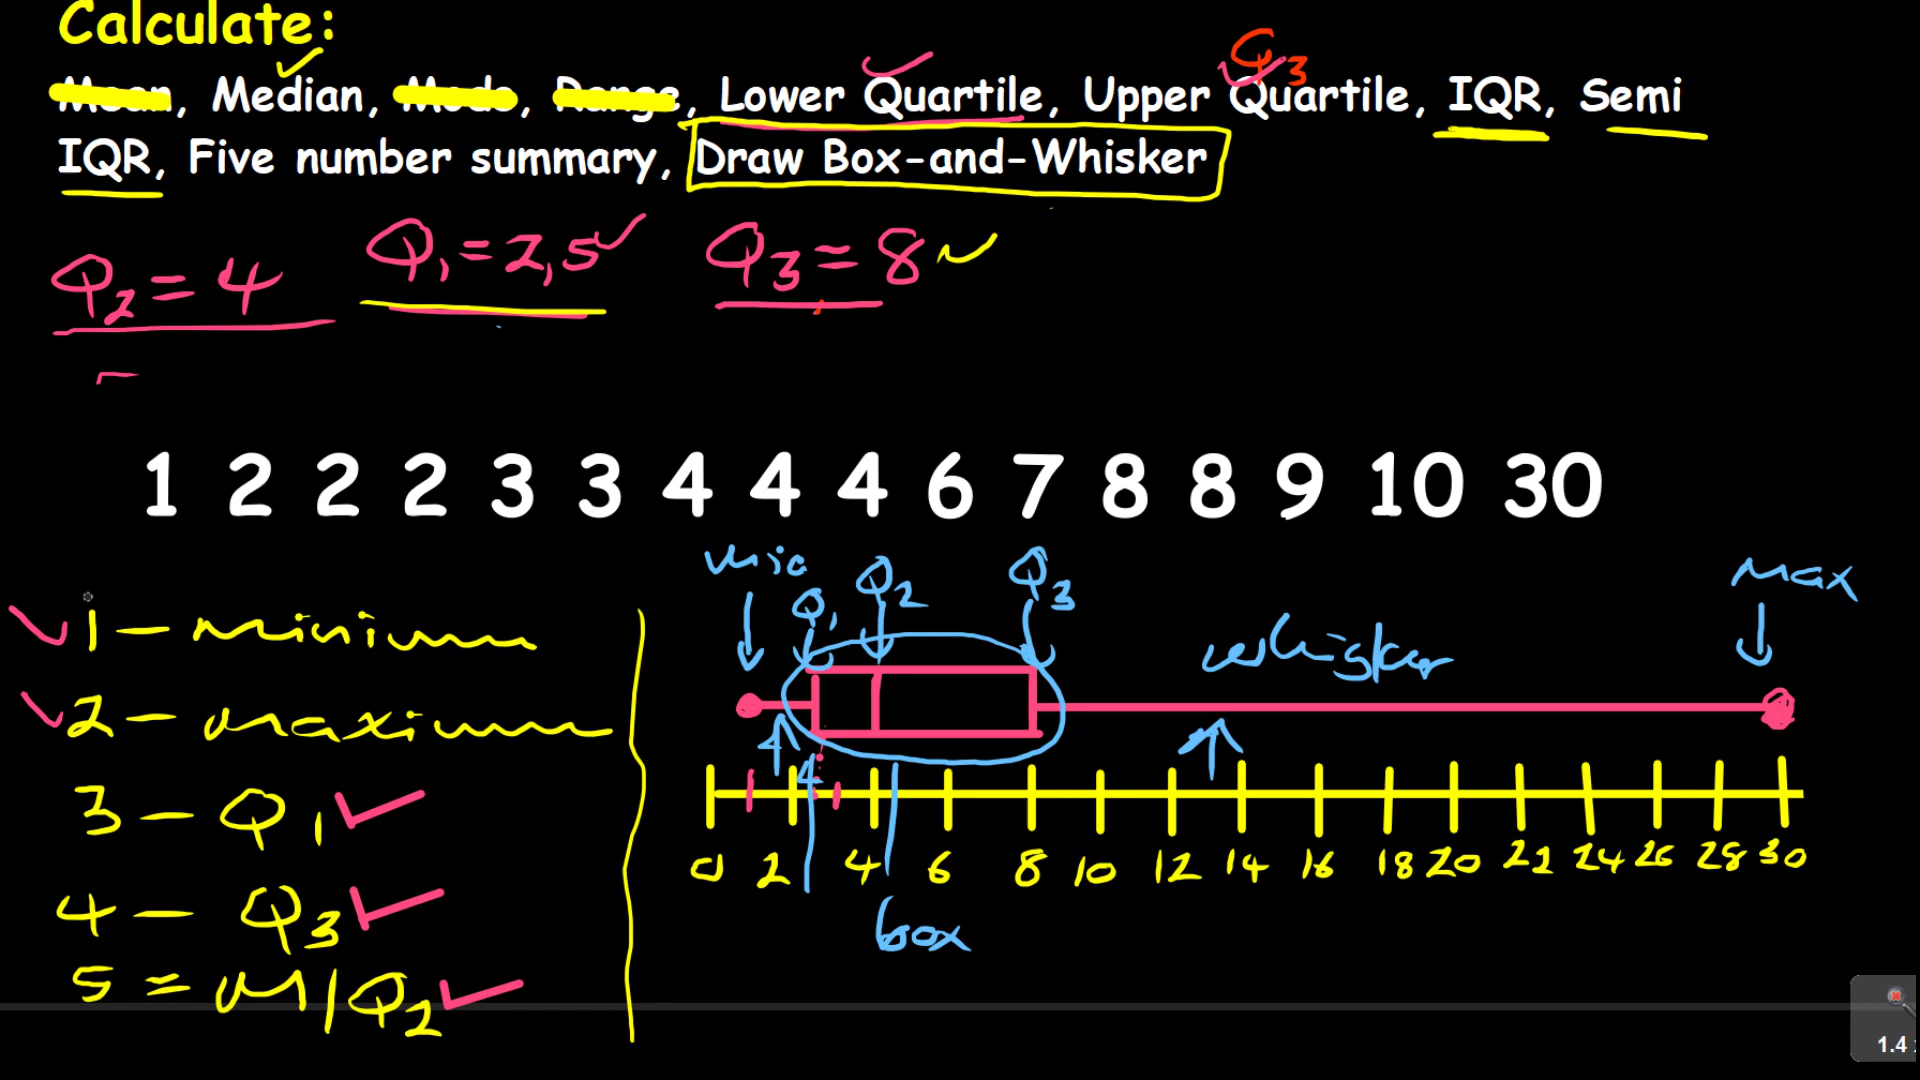 Calculate:
Q3
Mean, Median, Mode, Range, Lower Quartile, Upper Quartile, IQR, Semi
IQR, Five number summary, Draw Box-and-Whisker
Q2 = 4 Q1 = 2,5 Q3 = 8
1 2 2 2 3 3 4 4 4 6 7 8 8 9 10 30
min Q1 Q2 Q3 whisker max
1 - minimum
2 - maximum
3 - Q1
4 - Q3
5 = M/Q2
0 2 4 6 8 10 12 14 16 18 20 22 24 26 28 30
box
1.4